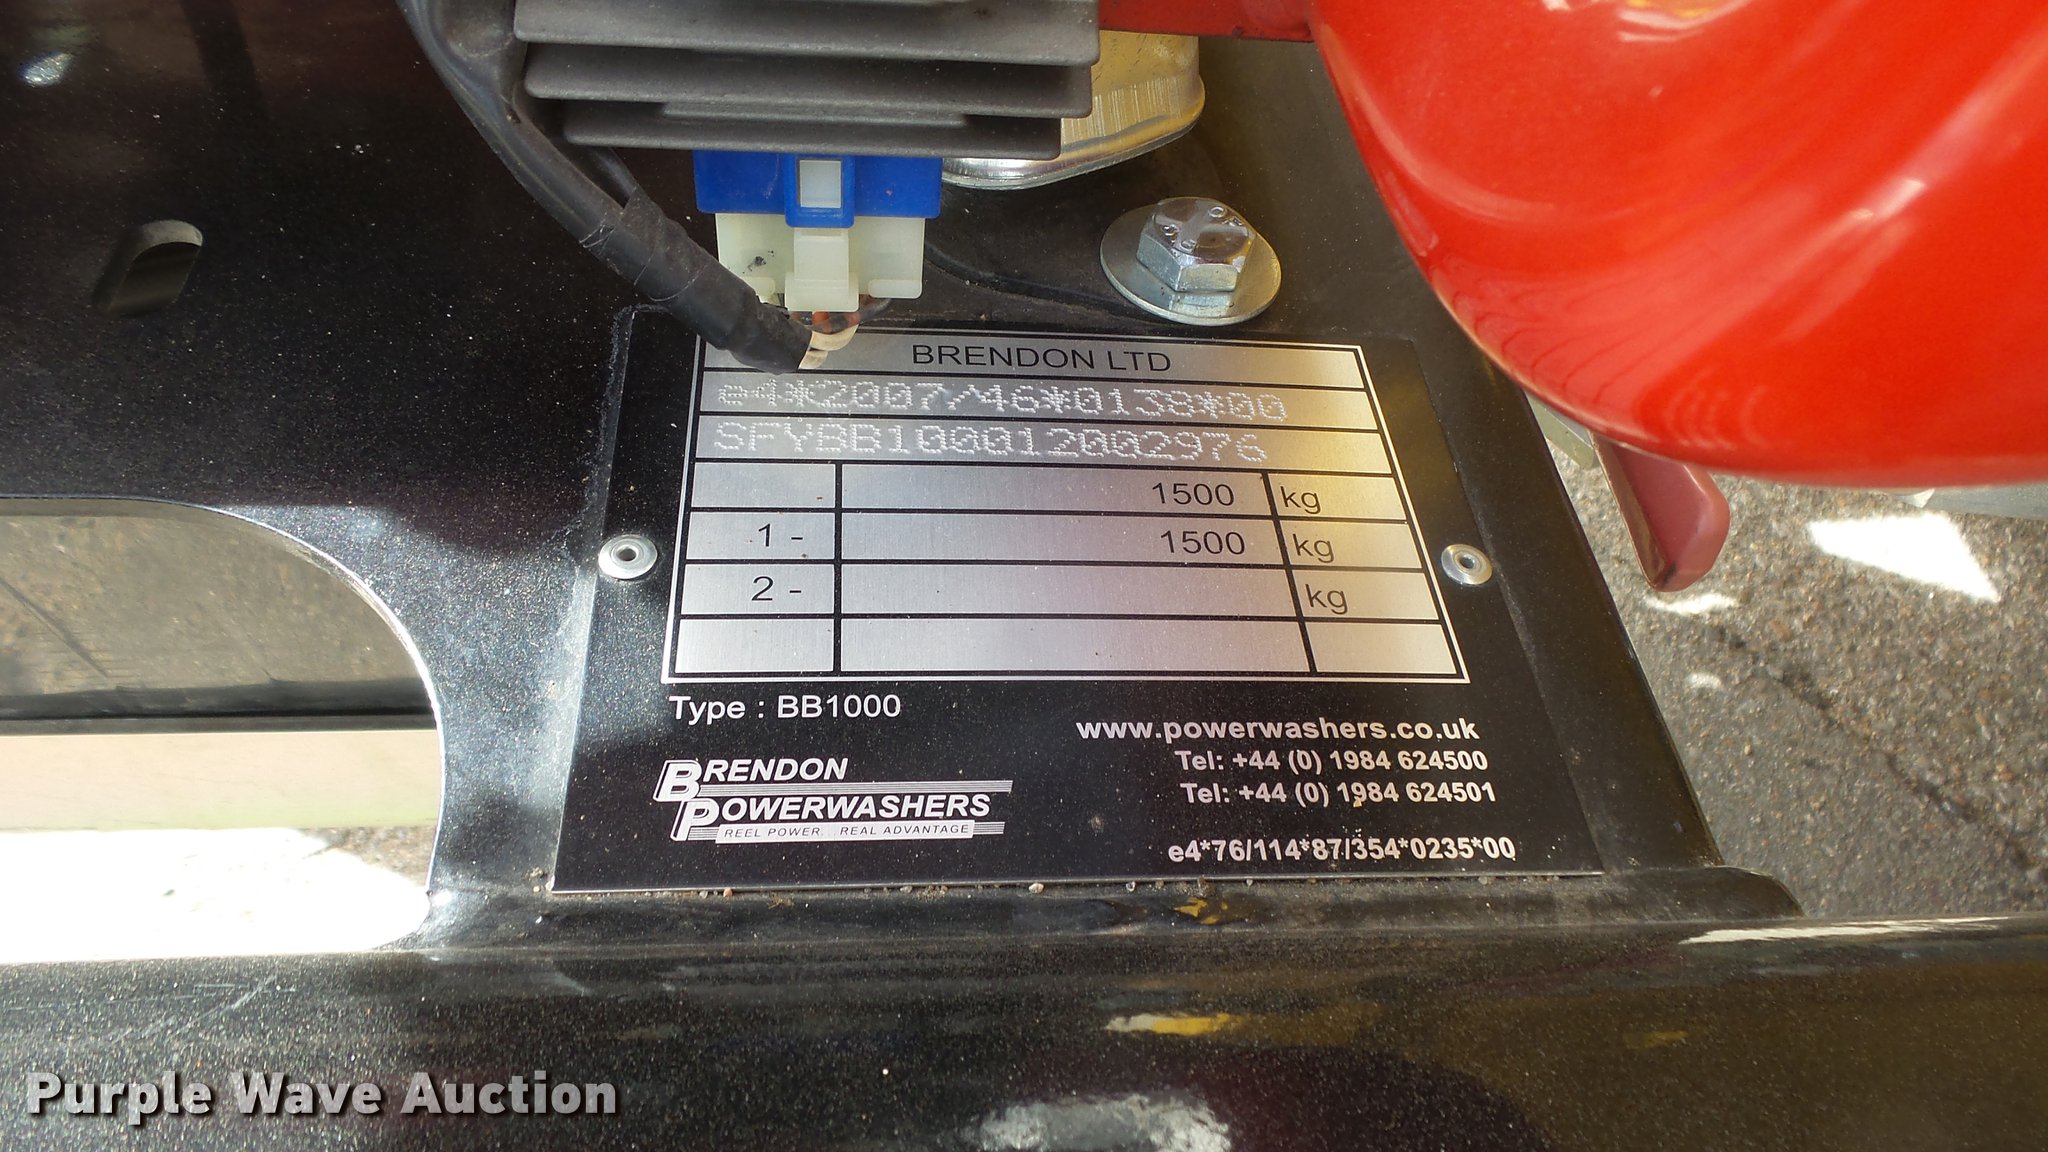 BRENDON LTD
e4*2007/46*0138*00
SFYBB100012002976
1500 kg
1 - 1500 kg
2 - kg
Type : BB1000
www.powerwashers.co.uk
Tel: +44 (0) 1984 624500
Tel: +44 (0) 1984 624501
BRENDON
POWERWASHERS
REEL POWER...REAL ADVANTAGE
e4*76/114*87/354*0235*00
Purple Wave Auction